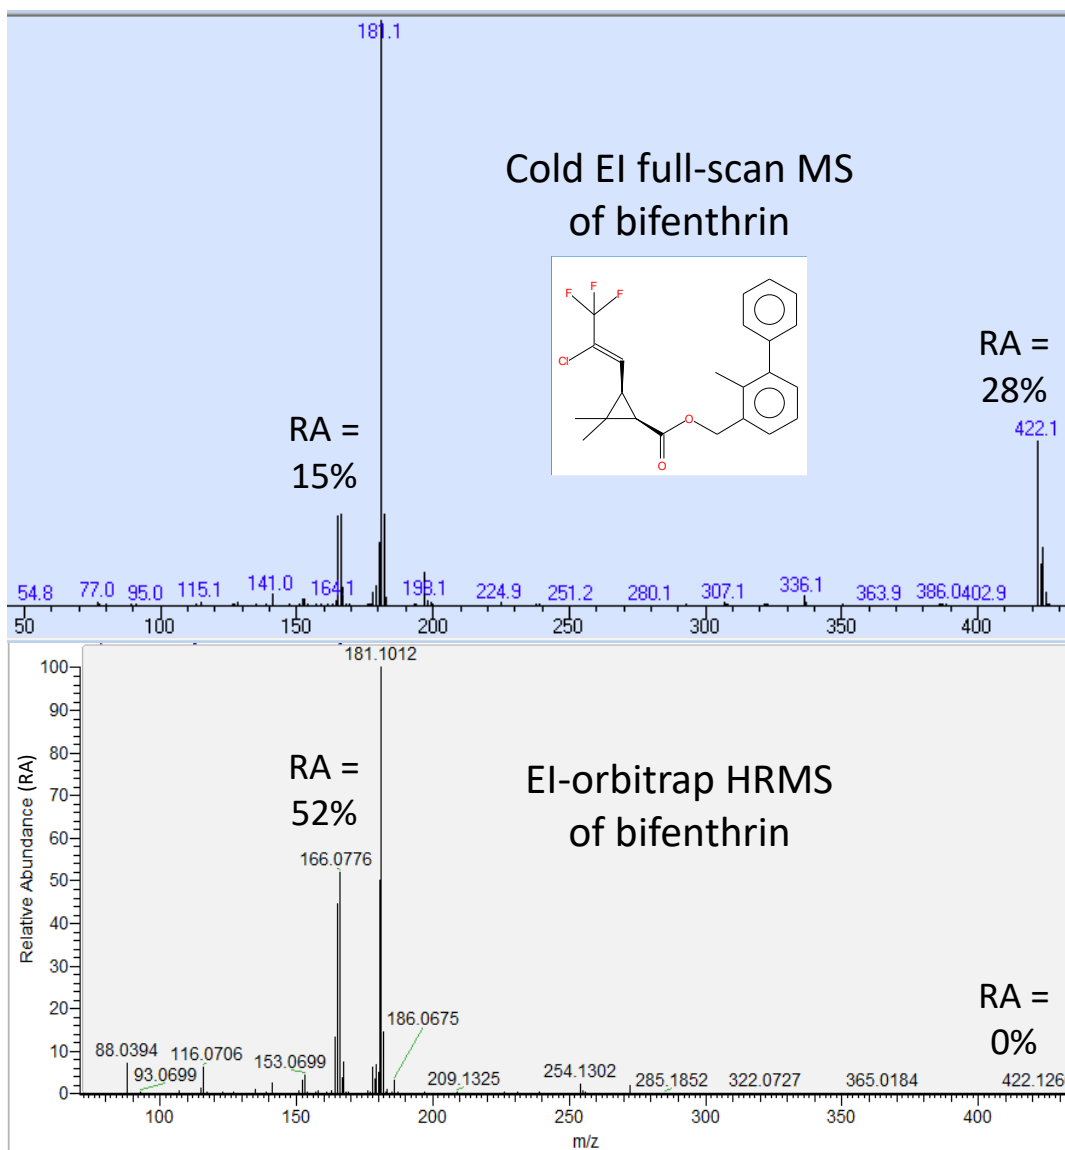 181.1
Cold EI full-scan MS
of bifenthrin
F F F
Cl
O
O
RA =
28%
422.1
RA =
15%
54.8 77.0 95.0 115.1 141.0 164.1 198.1 224.9 251.2 280.1 307.1 336.1 363.9 386.0 402.9
50 100 150 200 250 300 350 400
181.1012
100
90
80
70
60
50
40
30
20
10
0
Relative Abundance (RA)
RA =
52%
166.0776
EI-orbitrap HRMS
of bifenthrin
RA =
0%
186.0675
88.0394 116.0706 153.0699 254.1302
93.0699 209.1325 285.1852 322.0727 365.0184 422.126
100 150 200 250 300 350 400
m/z